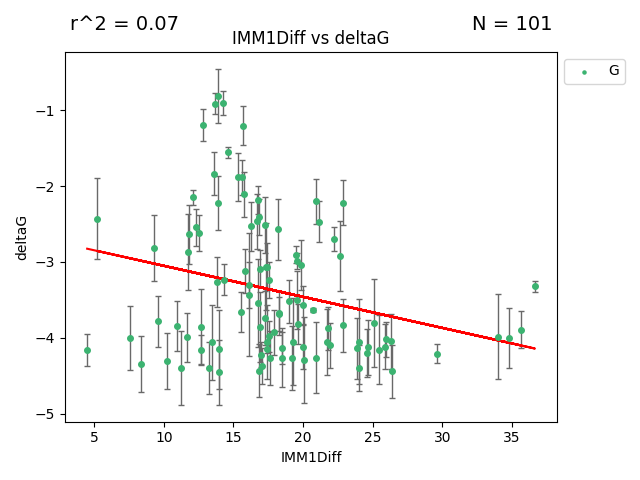 r^2 = 0.07
N = 101
IMM1Diff vs deltaG
G
deltaG
−1
−2
−3
−4
−5
5 10 15 20 25 30 35
IMM1Diff